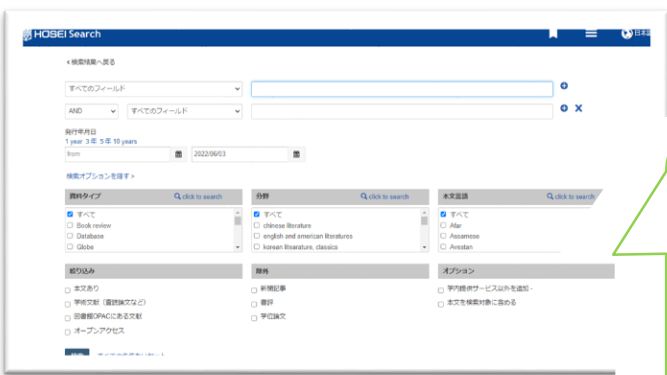 HOSEI Search 日本語
‹ 検索結果へ戻る
すべてのフィールド
AND すべてのフィールド
発行年月日
1 year 3 年 5 年 10 years
from 2022/06/03
検索オプションを隠す >
資料タイプ click to search 分野 click to search 本文言語 click to search
すべて すべて すべて
Book review chinese literature Afar
Database english and american literatures Assamese
Globe korean literature, classics Avestan
絞り込み 除外 オプション
本文あり 新聞記事 学内提供サービス以外を追加 -
学術文献（査読論文など） 書評 本文を検索対象に含める
図書館OPACにある文献 学位論文
オープンアクセス